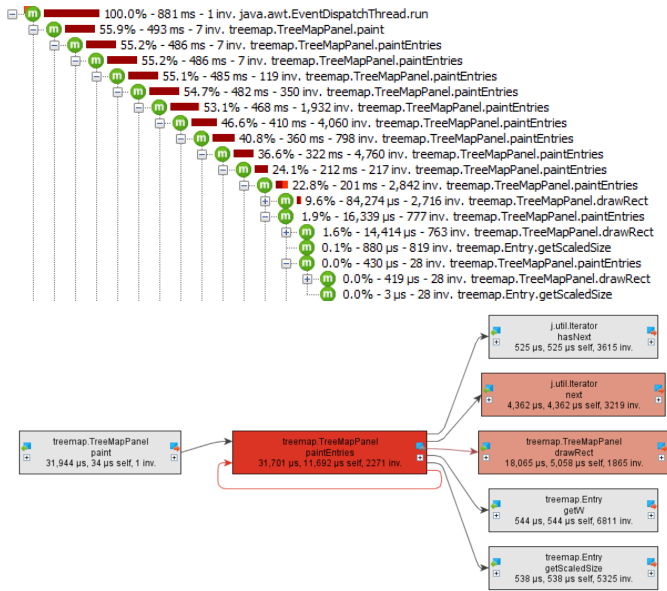 100.0% - 881 ms - 1 inv. java.awt.EventDispatchThread.run
55.9% - 493 ms - 7 inv. treemap.TreeMapPanel.paint
55.2% - 486 ms - 7 inv. treemap.TreeMapPanel.paintEntries
55.2% - 486 ms - 7 inv. treemap.TreeMapPanel.paintEntries
55.1% - 485 ms - 119 inv. treemap.TreeMapPanel.paintEntries
54.7% - 482 ms - 350 inv. treemap.TreeMapPanel.paintEntries
53.1% - 468 ms - 1,932 inv. treemap.TreeMapPanel.paintEntries
46.6% - 410 ms - 4,060 inv. treemap.TreeMapPanel.paintEntries
40.8% - 360 ms - 798 inv. treemap.TreeMapPanel.paintEntries
36.6% - 322 ms - 4,760 inv. treemap.TreeMapPanel.paintEntries
24.1% - 212 ms - 217 inv. treemap.TreeMapPanel.paintEntries
22.8% - 201 ms - 2,842 inv. treemap.TreeMapPanel.paintEntries
9.6% - 84,274 µs - 2,716 inv. treemap.TreeMapPanel.drawRect
1.9% - 16,339 µs - 777 inv. treemap.TreeMapPanel.paintEntries
1.6% - 14,414 µs - 763 inv. treemap.TreeMapPanel.drawRect
0.1% - 880 µs - 819 inv. treemap.Entry.getScaledSize
0.0% - 430 µs - 28 inv. treemap.TreeMapPanel.paintEntries
0.0% - 419 µs - 28 inv. treemap.TreeMapPanel.drawRect
0.0% - 3 µs - 28 inv. treemap.Entry.getScaledSize
j.util.Iterator
hasNext
525 µs, 525 µs self, 3615 inv.
j.util.Iterator
next
4,362 µs, 4,362 µs self, 3219 inv.
treemap.TreeMapPanel
paint
31,944 µs, 34 µs self, 1 inv.
treemap.TreeMapPanel
paintEntries
31,701 µs, 11,692 µs self, 2271 inv.
treemap.TreeMapPanel
drawRect
18,065 µs, 5,058 µs self, 1865 inv.
treemap.Entry
getW
544 µs, 544 µs self, 6811 inv.
treemap.Entry
getScaledSize
538 µs, 538 µs self, 5325 inv.